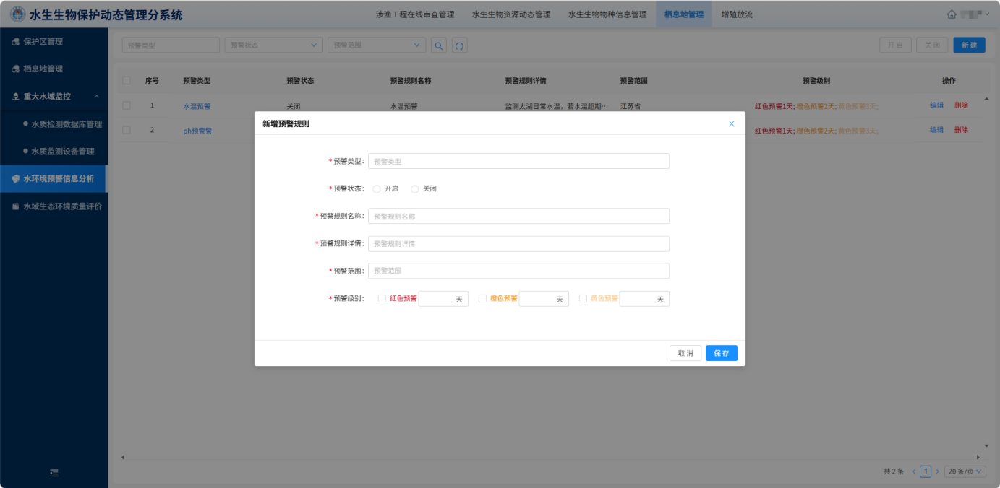 水生生物保护动态管理分系统
涉渔工程在线审查管理 水生生物资源动态管理 水生生物物种信息管理 栖息地管理 增殖放流
保护区管理
栖息地管理
重大水域监控
水质检测数据库管理
水质监测设备管理
水环境预警信息分析
水域生态环境质量评价
预警类型 预警状态 预警范围 开启 关闭 新建
序号 预警类型 预警状态 预警规则名称 预警规则详情 预警范围 预警级别 操作
1 水温预警 关闭 水温预警 监测太湖日常水温，若水温超期… 江苏省 红色预警1天; 橙色预警2天; 黄色预警3天; 编辑 删除
2 ph预警警 红色预警1天; 橙色预警2天; 黄色预警3天; 编辑 删除
新增预警规则
* 预警类型: 预警类型
* 预警状态: 开启 关闭
* 预警规则名称: 预警规则名称
* 预警规则详情: 预警规则详情
* 预警范围: 预警范围
* 预警级别: 红色预警 天 橙色预警 天 黄色预警 天
取消 保存
共2条 < 1 > 20条/页